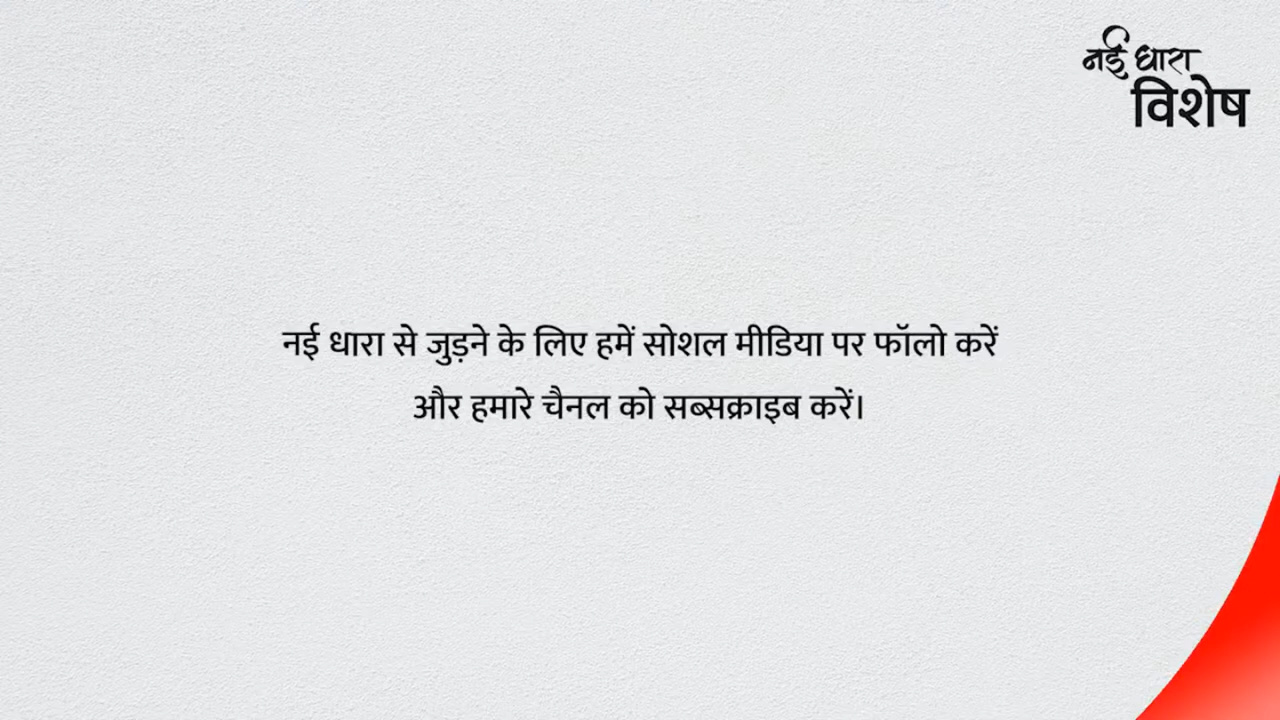 नई धारा
विशेष
नई धारा से जुड़ने के लिए हमें सोशल मीडिया पर फॉलो करें
और हमारे चैनल को सब्सक्राइब करें।